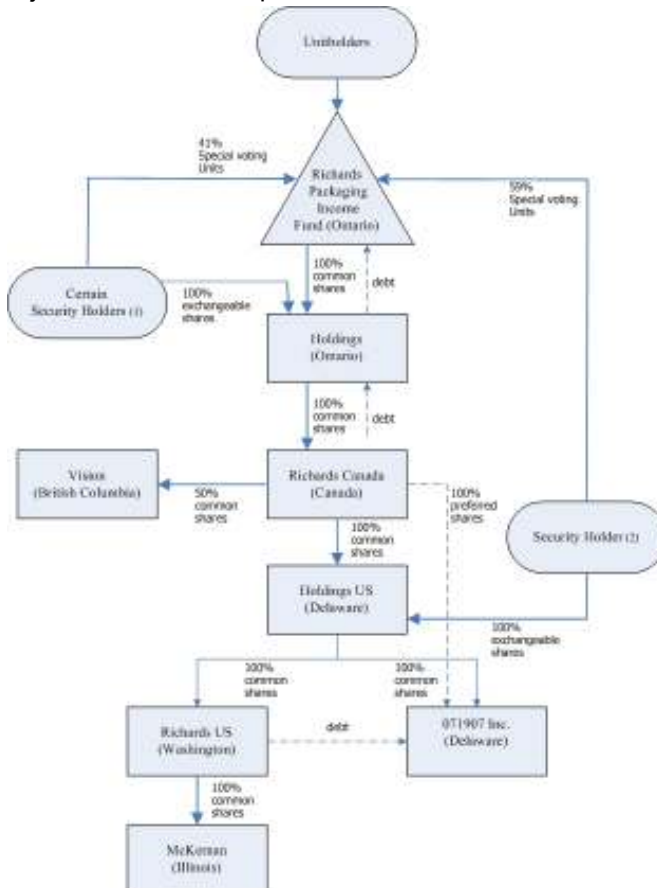 Unitholders
41%
Special voting
Units
Richards
Packaging
Income
Fund (Ontario)
59%
Special voting
Units
Certain
Security Holders (1)
100%
exchangeable
shares
100%
common
shares
debt
Holdings
(Ontario)
100%
common
shares
debt
Vision
(British Columbia)
50%
common
shares
Richards Canada
(Canada)
100%
preferred
shares
100%
common
shares
Security Holder (2)
Holdings US
(Delaware)
100%
exchangeable
shares
100%
common
shares
100%
common
shares
Richards US
(Washington)
debt
071907 Inc.
(Delaware)
100%
common
shares
McKernan
(Illinois)